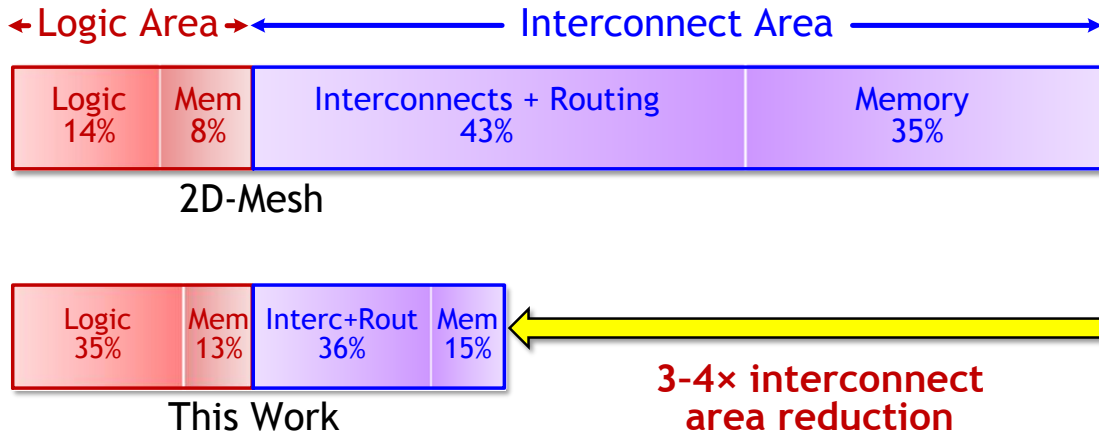 Logic Area
Interconnect Area
Logic
14%
Mem
8%
Interconnects + Routing
43%
Memory
35%
2D-Mesh
Logic
35%
Mem
13%
Interc+Rout
36%
Mem
15%
This Work
3–4× interconnect
area reduction